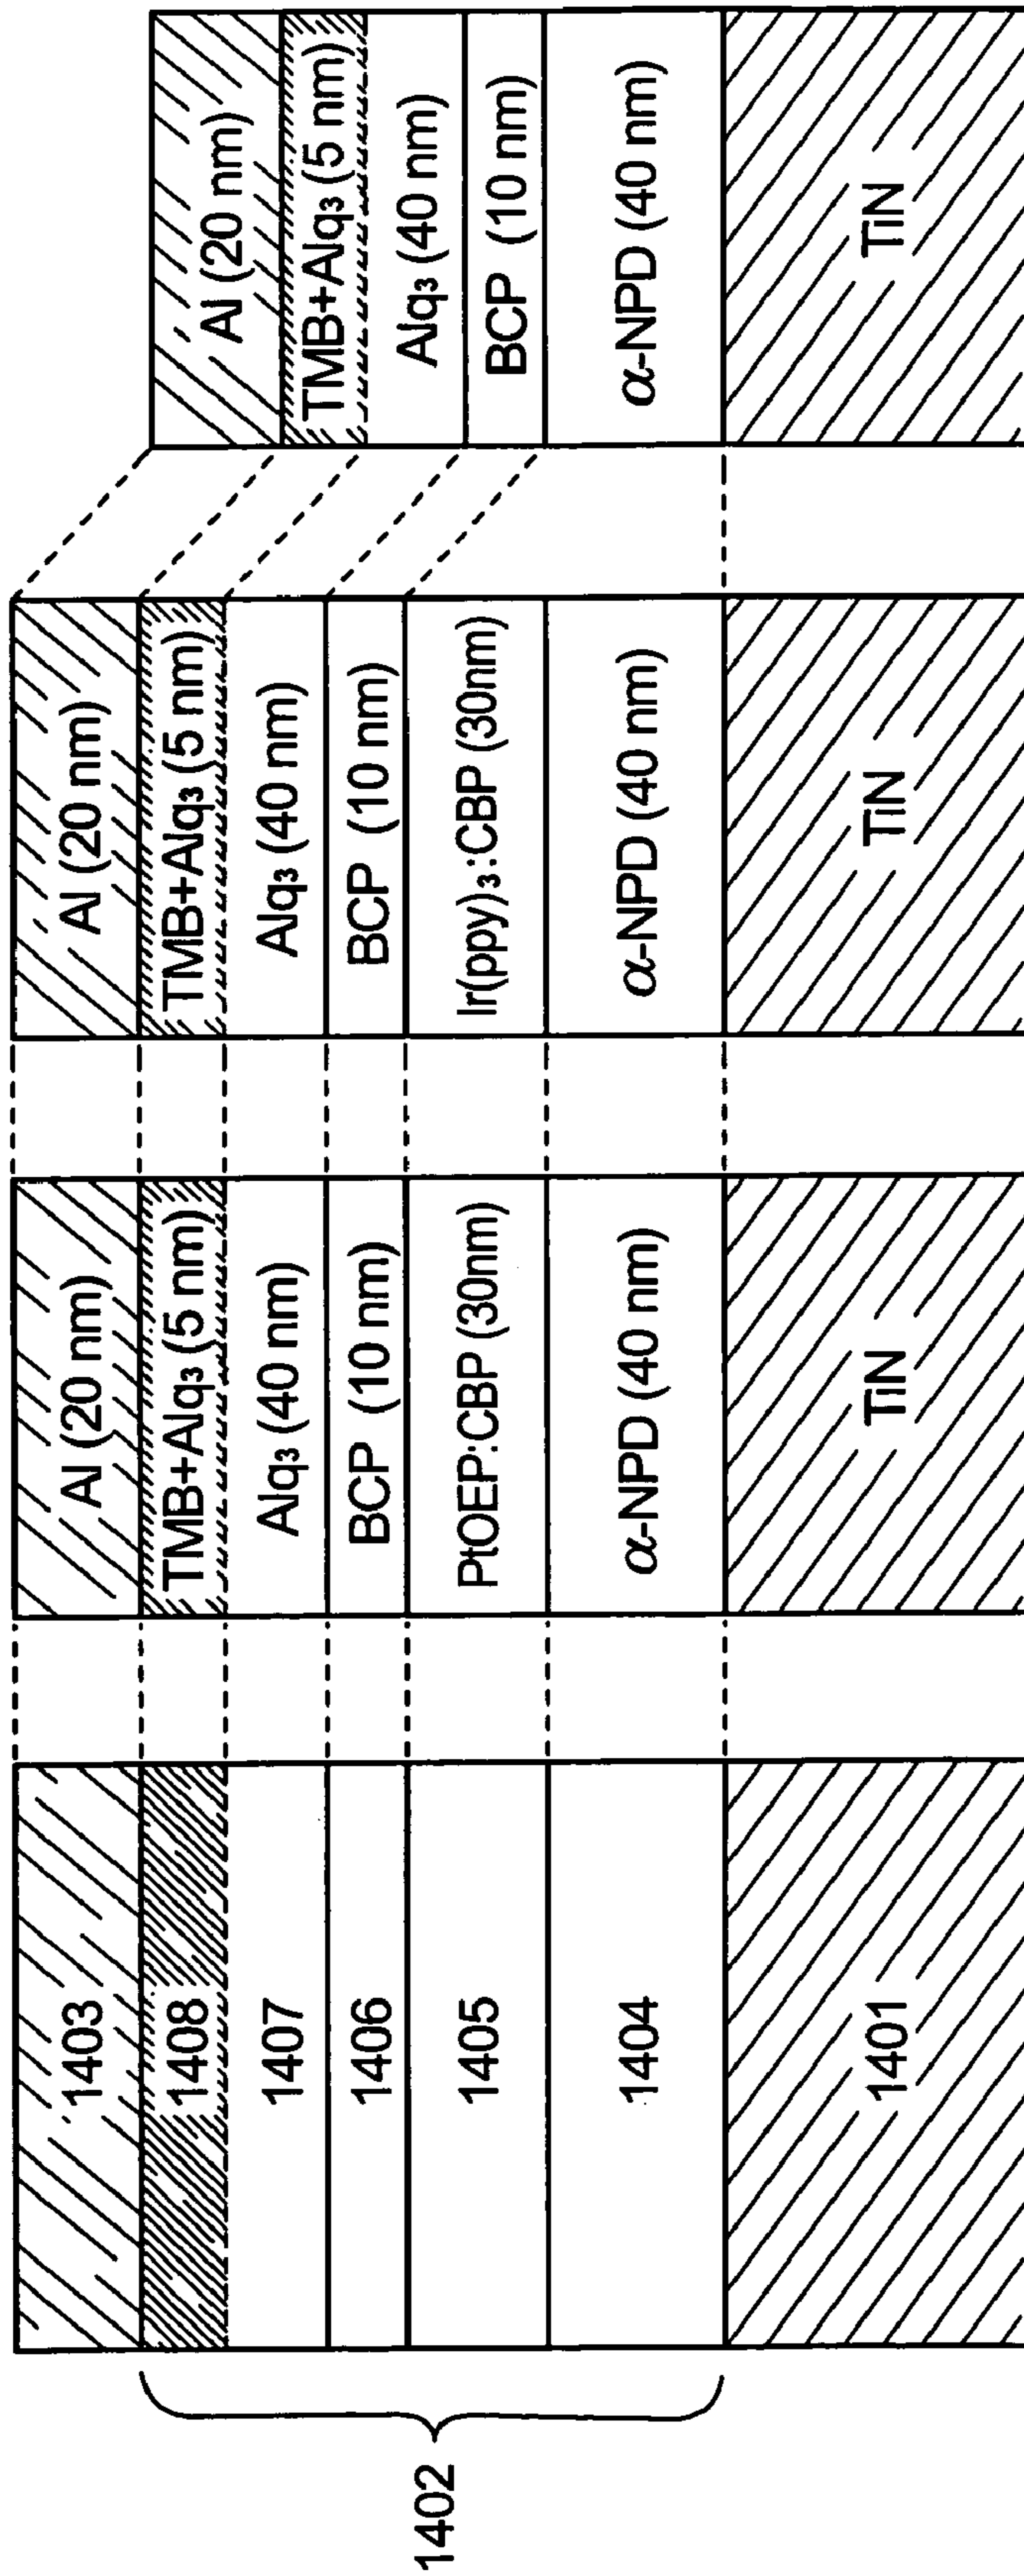 1402
1403
1408
1407
1406
1405
1404
1401
Al (20 nm)
TMB+Alq₃ (5 nm)
Alq₃ (40 nm)
BCP (10 nm)
PtOEP:CBP (30nm)
α-NPD (40 nm)
TiN
Al (20 nm)
TMB+Alq₃ (5 nm)
Alq₃ (40 nm)
BCP (10 nm)
Ir(ppy)₃:CBP (30nm)
α-NPD (40 nm)
TiN
Al (20 nm)
TMB+Alq₃ (5 nm)
Alq₃ (40 nm)
BCP (10 nm)
α-NPD (40 nm)
TiN